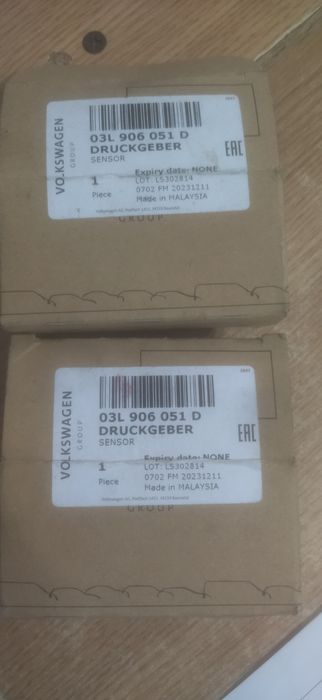 VOLKSWAGEN
GROUP
03L 906 051 D
DRUCKGEBER
SENSOR
EAC
1
Piece
Expiry date: NONE
LOT: L5302814
0702 FM 20231211
Made in MALAYSIA
GROUP
VOLKSWAGEN
GROUP
03L 906 051 D
DRUCKGEBER
SENSOR
EAC
1
Piece
Expiry date: NONE
LOT: L5302814
0702 FM 20231211
Made in MALAYSIA
GROUP